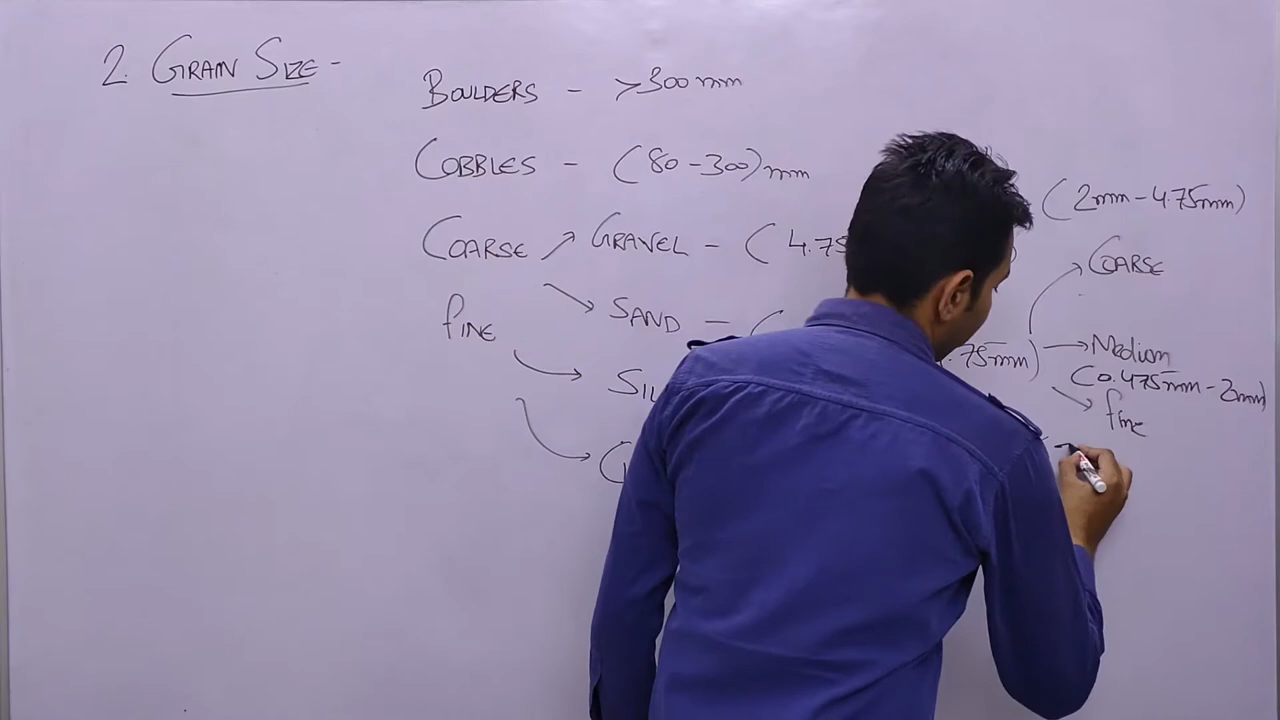 2. GRAIN SIZE -
BOULDERS - >300 mm
COBBLES - (80-300)mm
(2mm-4.75mm)
COARSE GRAVEL - ( 4.75
COARSE
FINE SAND - (
.75mm) Medium
(0.475mm-2mm)
fine